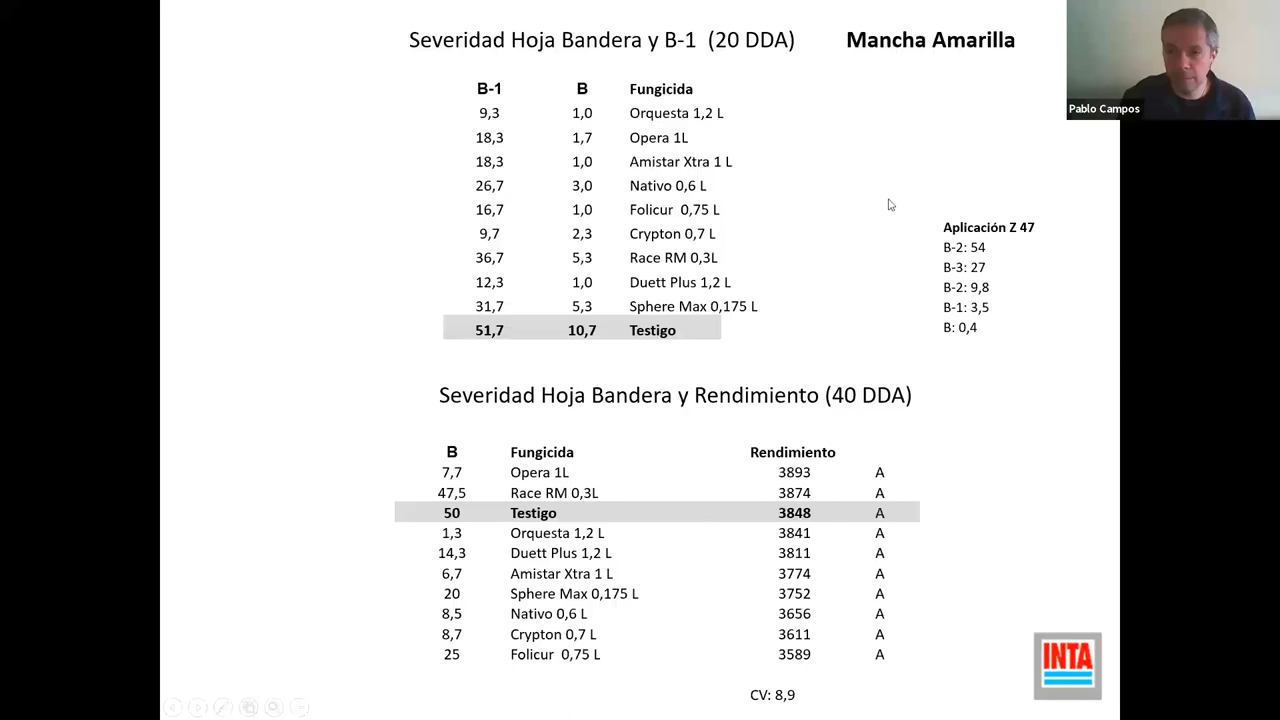 Severidad Hoja Bandera y B-1 (20 DDA) Mancha Amarilla
Pablo Campos
B-1 B Fungicida
9,3 1,0 Orquesta 1,2 L
18,3 1,7 Opera 1L
18,3 1,0 Amistar Xtra 1 L
26,7 3,0 Nativo 0,6 L
16,7 1,0 Folicur 0,75 L
9,7 2,3 Crypton 0,7 L
36,7 5,3 Race RM 0,3L
12,3 1,0 Duett Plus 1,2 L
31,7 5,3 Sphere Max 0,175 L
51,7 10,7 Testigo
Aplicación Z 47
B-2: 54
B-3: 27
B-2: 9,8
B-1: 3,5
B: 0,4
Severidad Hoja Bandera y Rendimiento (40 DDA)
B Fungicida Rendimiento
7,7 Opera 1L 3893 A
47,5 Race RM 0,3L 3874 A
50 Testigo 3848 A
1,3 Orquesta 1,2 L 3841 A
14,3 Duett Plus 1,2 L 3811 A
6,7 Amistar Xtra 1 L 3774 A
20 Sphere Max 0,175 L 3752 A
8,5 Nativo 0,6 L 3656 A
8,7 Crypton 0,7 L 3611 A
25 Folicur 0,75 L 3589 A
CV: 8,9
INTA